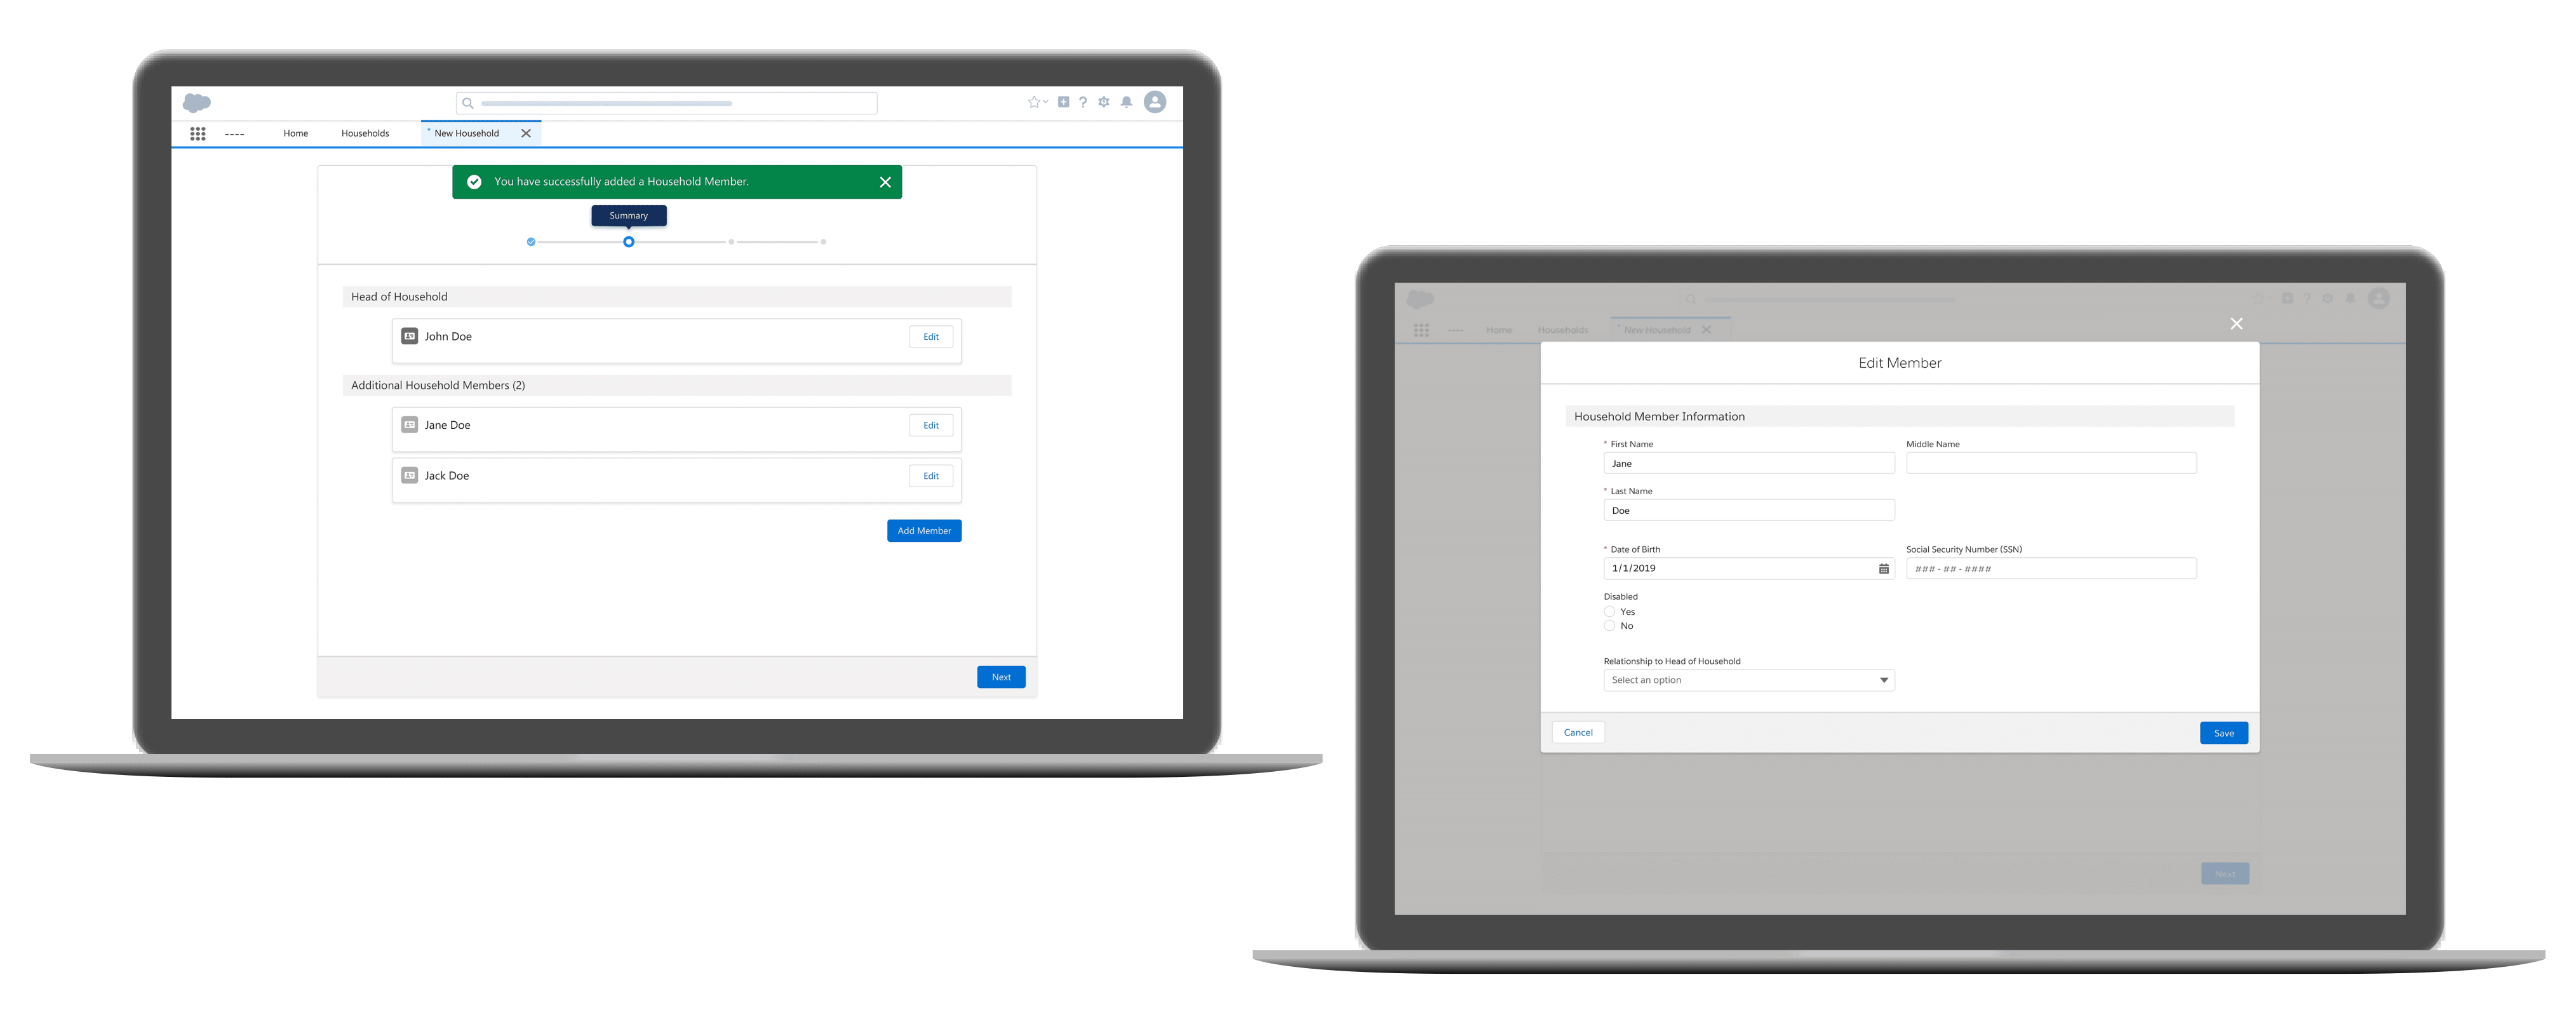 ---- Home Households * New Household
You have successfully added a Household Member.
Summary
Head of Household
John Doe Edit
Additional Household Members (2)
Jane Doe Edit
Jack Doe Edit
Add Member
Next
---- Home Households * New Household
Edit Member
Household Member Information
* First Name Middle Name
Jane
* Last Name
Doe
* Date of Birth Social Security Number (SSN)
1/1/2019 ### - ## - ####
Disabled
Yes
No
Relationship to Head of Household
Select an option
Cancel Save
Next